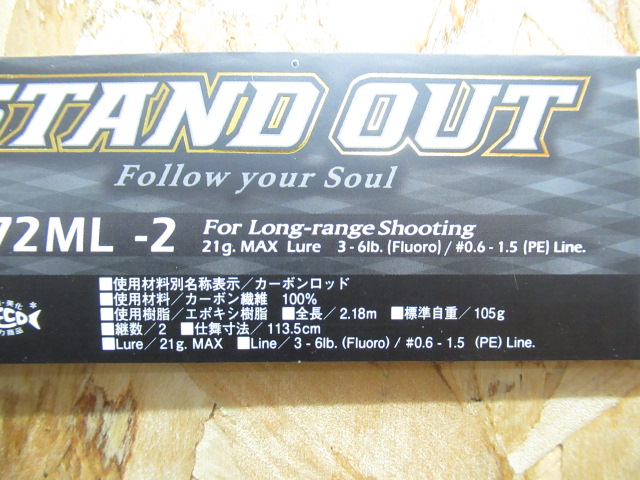 STAND OUT
Follow your Soul
72ML -2 For Long-range Shooting
21g. MAX Lure 3 - 6lb. (Fluoro) / #0.6 - 1.5 (PE) Line.
■使用材料別名称表示／カーボンロッド
■使用材料／カーボン繊維 100%
■使用樹脂／エポキシ樹脂 ■全長／2.18m ■標準自重／105g
■継数／2 ■仕舞寸法／113.5cm
■Lure／21g. MAX ■Line／3 - 6lb. (Fluoro) / #0.6 - 1.5 (PE) Line.